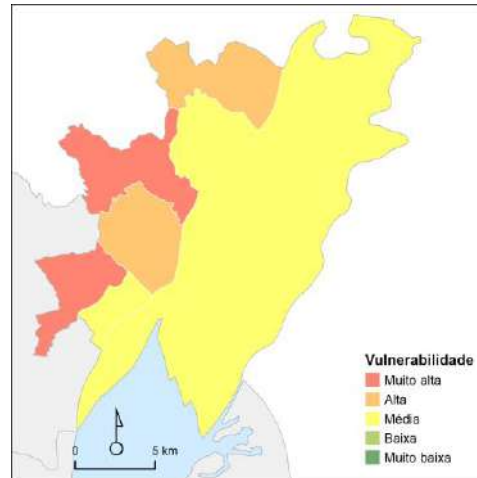 Vulnerabilidade
Muito alta
Alta
Média
Baixa
Muito baixa
0 5 km